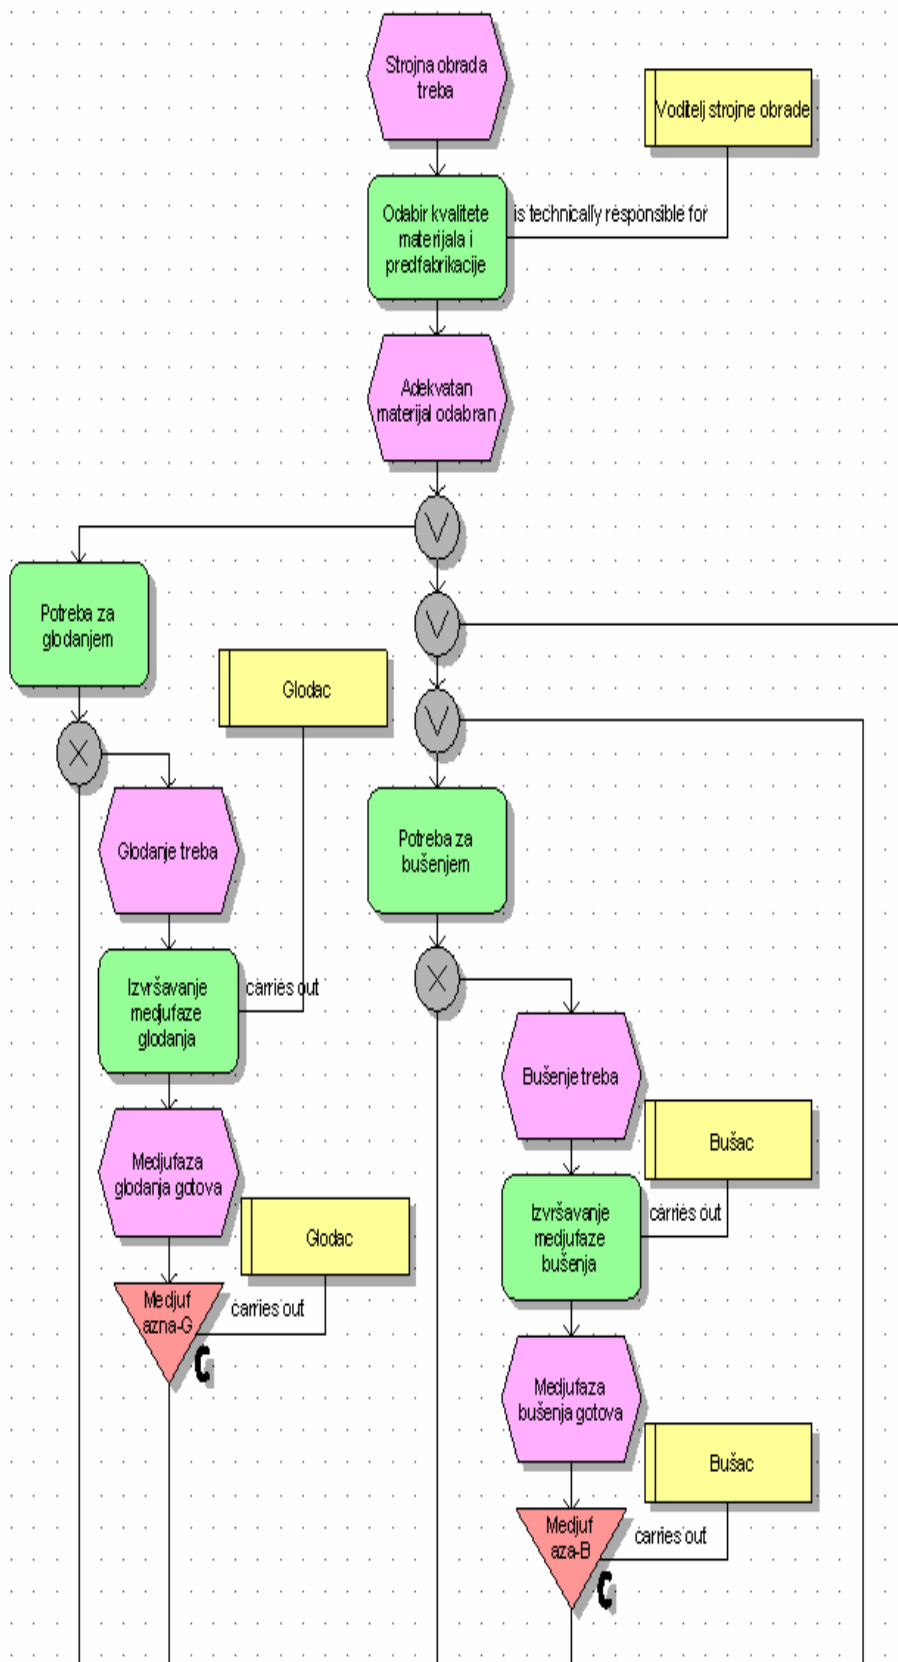 Strojna obrada
treba
Voditelj strojne obrade
Odabir kvalitete
materijala i
predfabrikacije
is technically responsible for
Adekvatan
materijal odabran
V
V
V
Potreba za
glodanjem
Glodac
X
Glodanje treba
Potreba za
bušenjem
Izvršavanje
medjufaze
glodanja
carries out
X
Bušenje treba
Bušac
Medjufaza
glodanja gotova
Izvršavanje
medjufaze
bušenja
carries out
Glodac
Medjuf
azna-G
carries out
C
Medjufaza
bušenja gotova
Bušac
Medjuf
aza-B
carries out
C